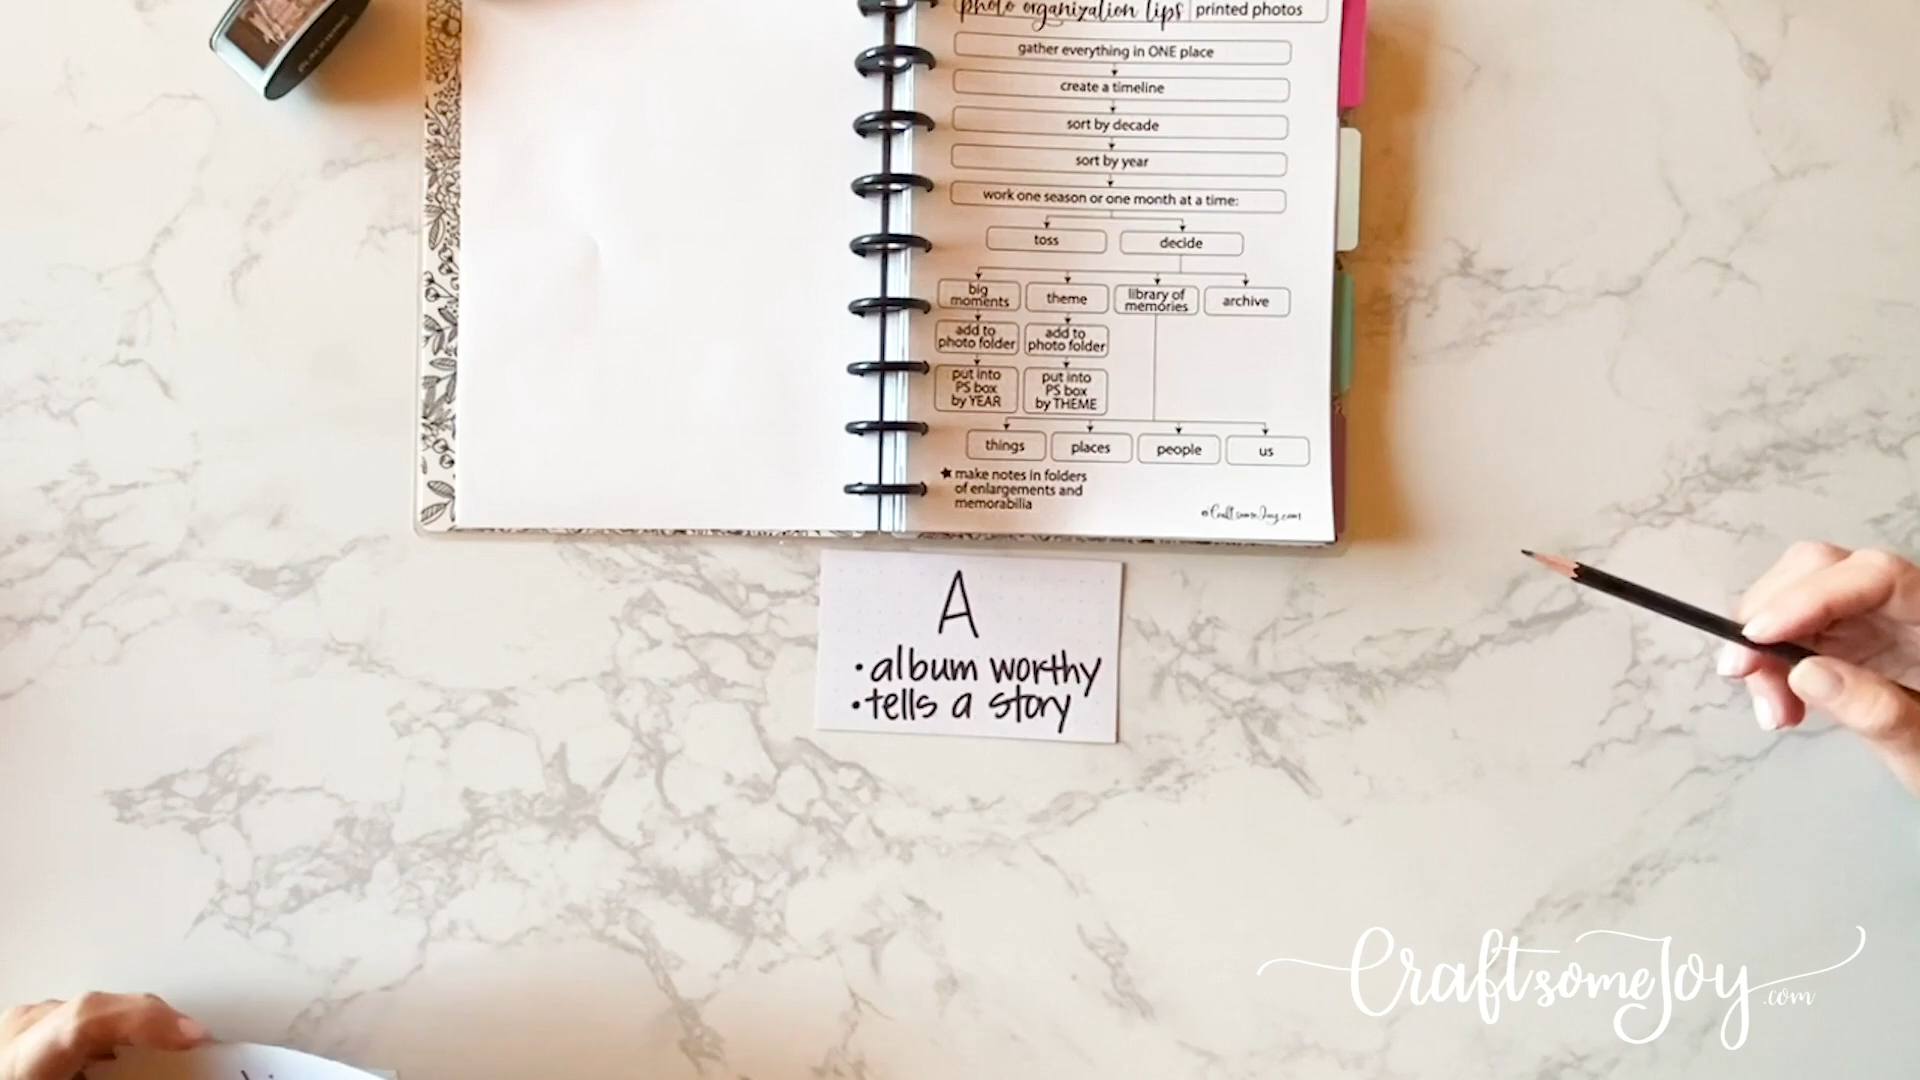 photo organization tips printed photos
gather everything in ONE place
create a timeline
sort by decade
sort by year
work one season or one month at a time:
toss
decide
big
moments
theme
library of
memories
archive
add to
photo folder
add to
photo folder
put into
PS box
by YEAR
put into
PS box
by THEME
things
places
people
us
★ make notes in folders
of enlargements and
memorabilia
©CraftsomeJoy.com
A
• album worthy
• tells a story
CraftsomeJoy.com